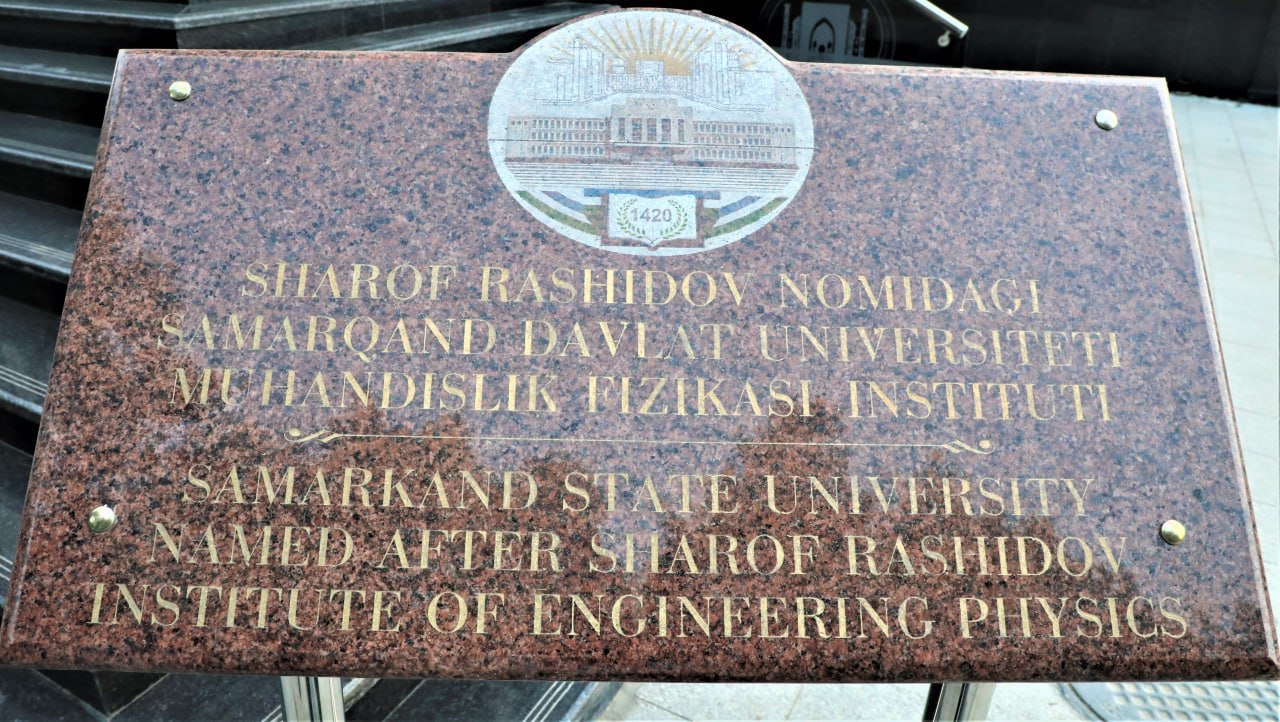 1420
SHAROF RASHIDOV NOMIDAGI
SAMARQAND DAVLAT UNIVERSITETI
MUHANDISLIK FIZIKASI INSTITUTI
SAMARKAND STATE UNIVERSITY
NAMED AFTER SHAROF RASHIDOV
INSTITUTE OF ENGINEERING PHYSICS